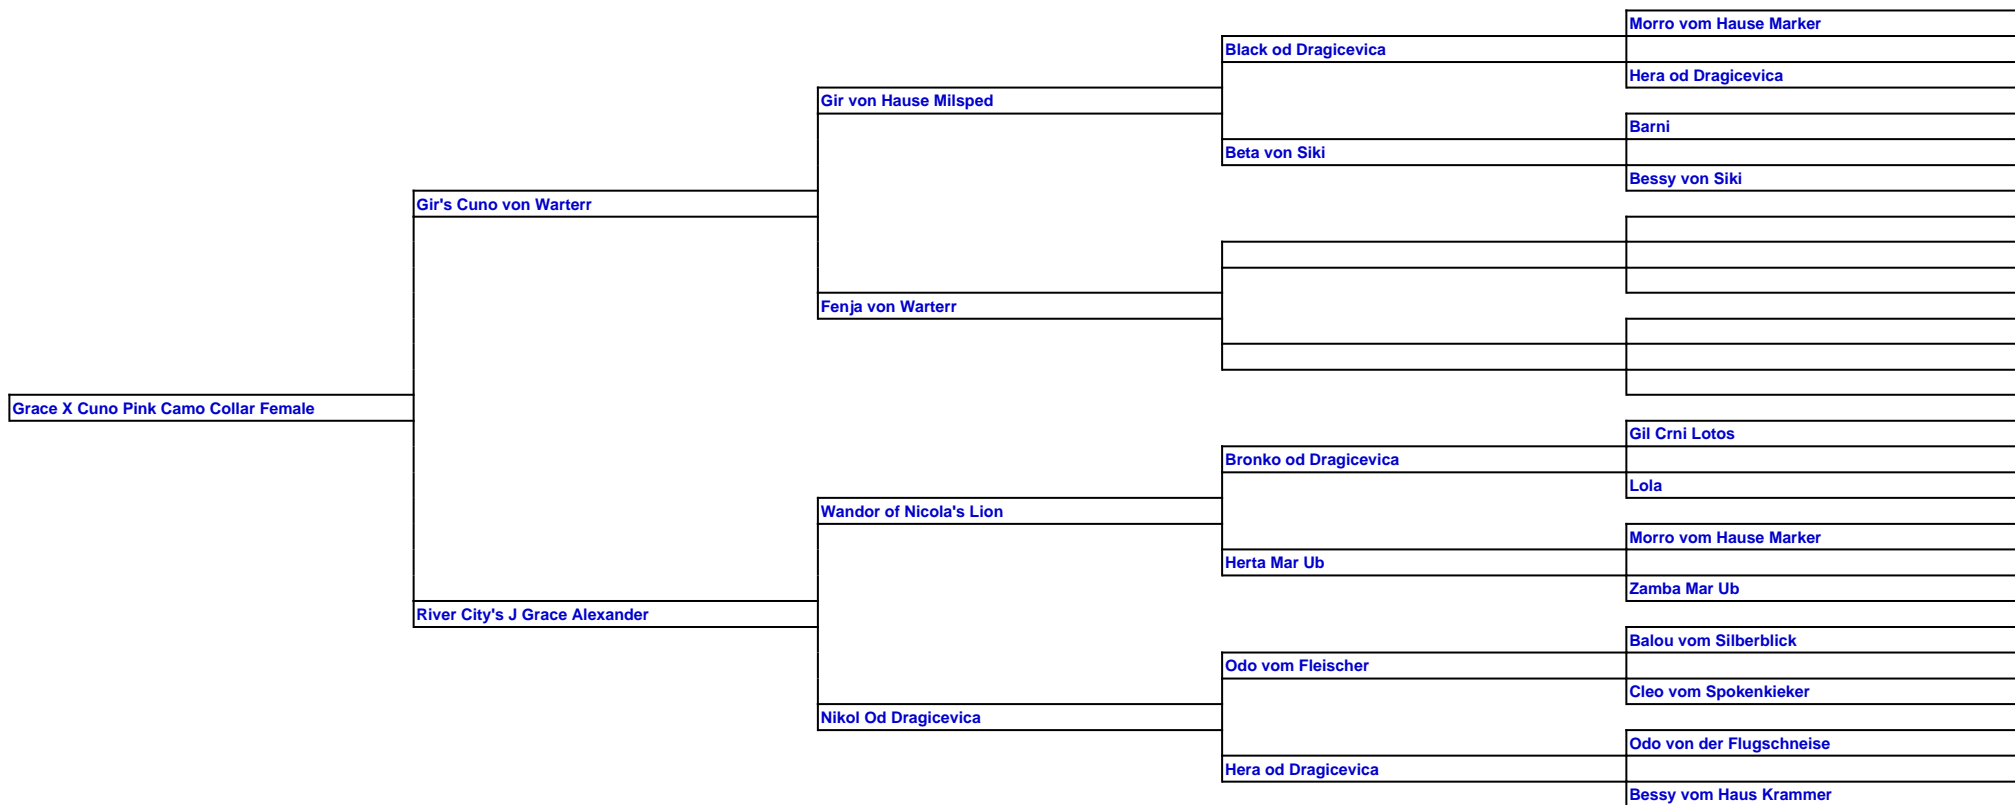 Morro vom Hause Marker
Black od Dragicevica
Hera od Dragicevica
Gir von Hause Milsped
Barni
Beta von Siki
Bessy von Siki
Gir's Cuno von Warterr
Fenja von Warterr
Grace X Cuno Pink Camo Collar Female
Gil Crni Lotos
Bronko od Dragicevica
Lola
Wandor of Nicola's Lion
Morro vom Hause Marker
Herta Mar Ub
Zamba Mar Ub
River City's J Grace Alexander
Balou vom Silberblick
Odo vom Fleischer
Cleo vom Spokenkieker
Nikol Od Dragicevica
Odo von der Flugschneise
Hera od Dragicevica
Bessy vom Haus Krammer